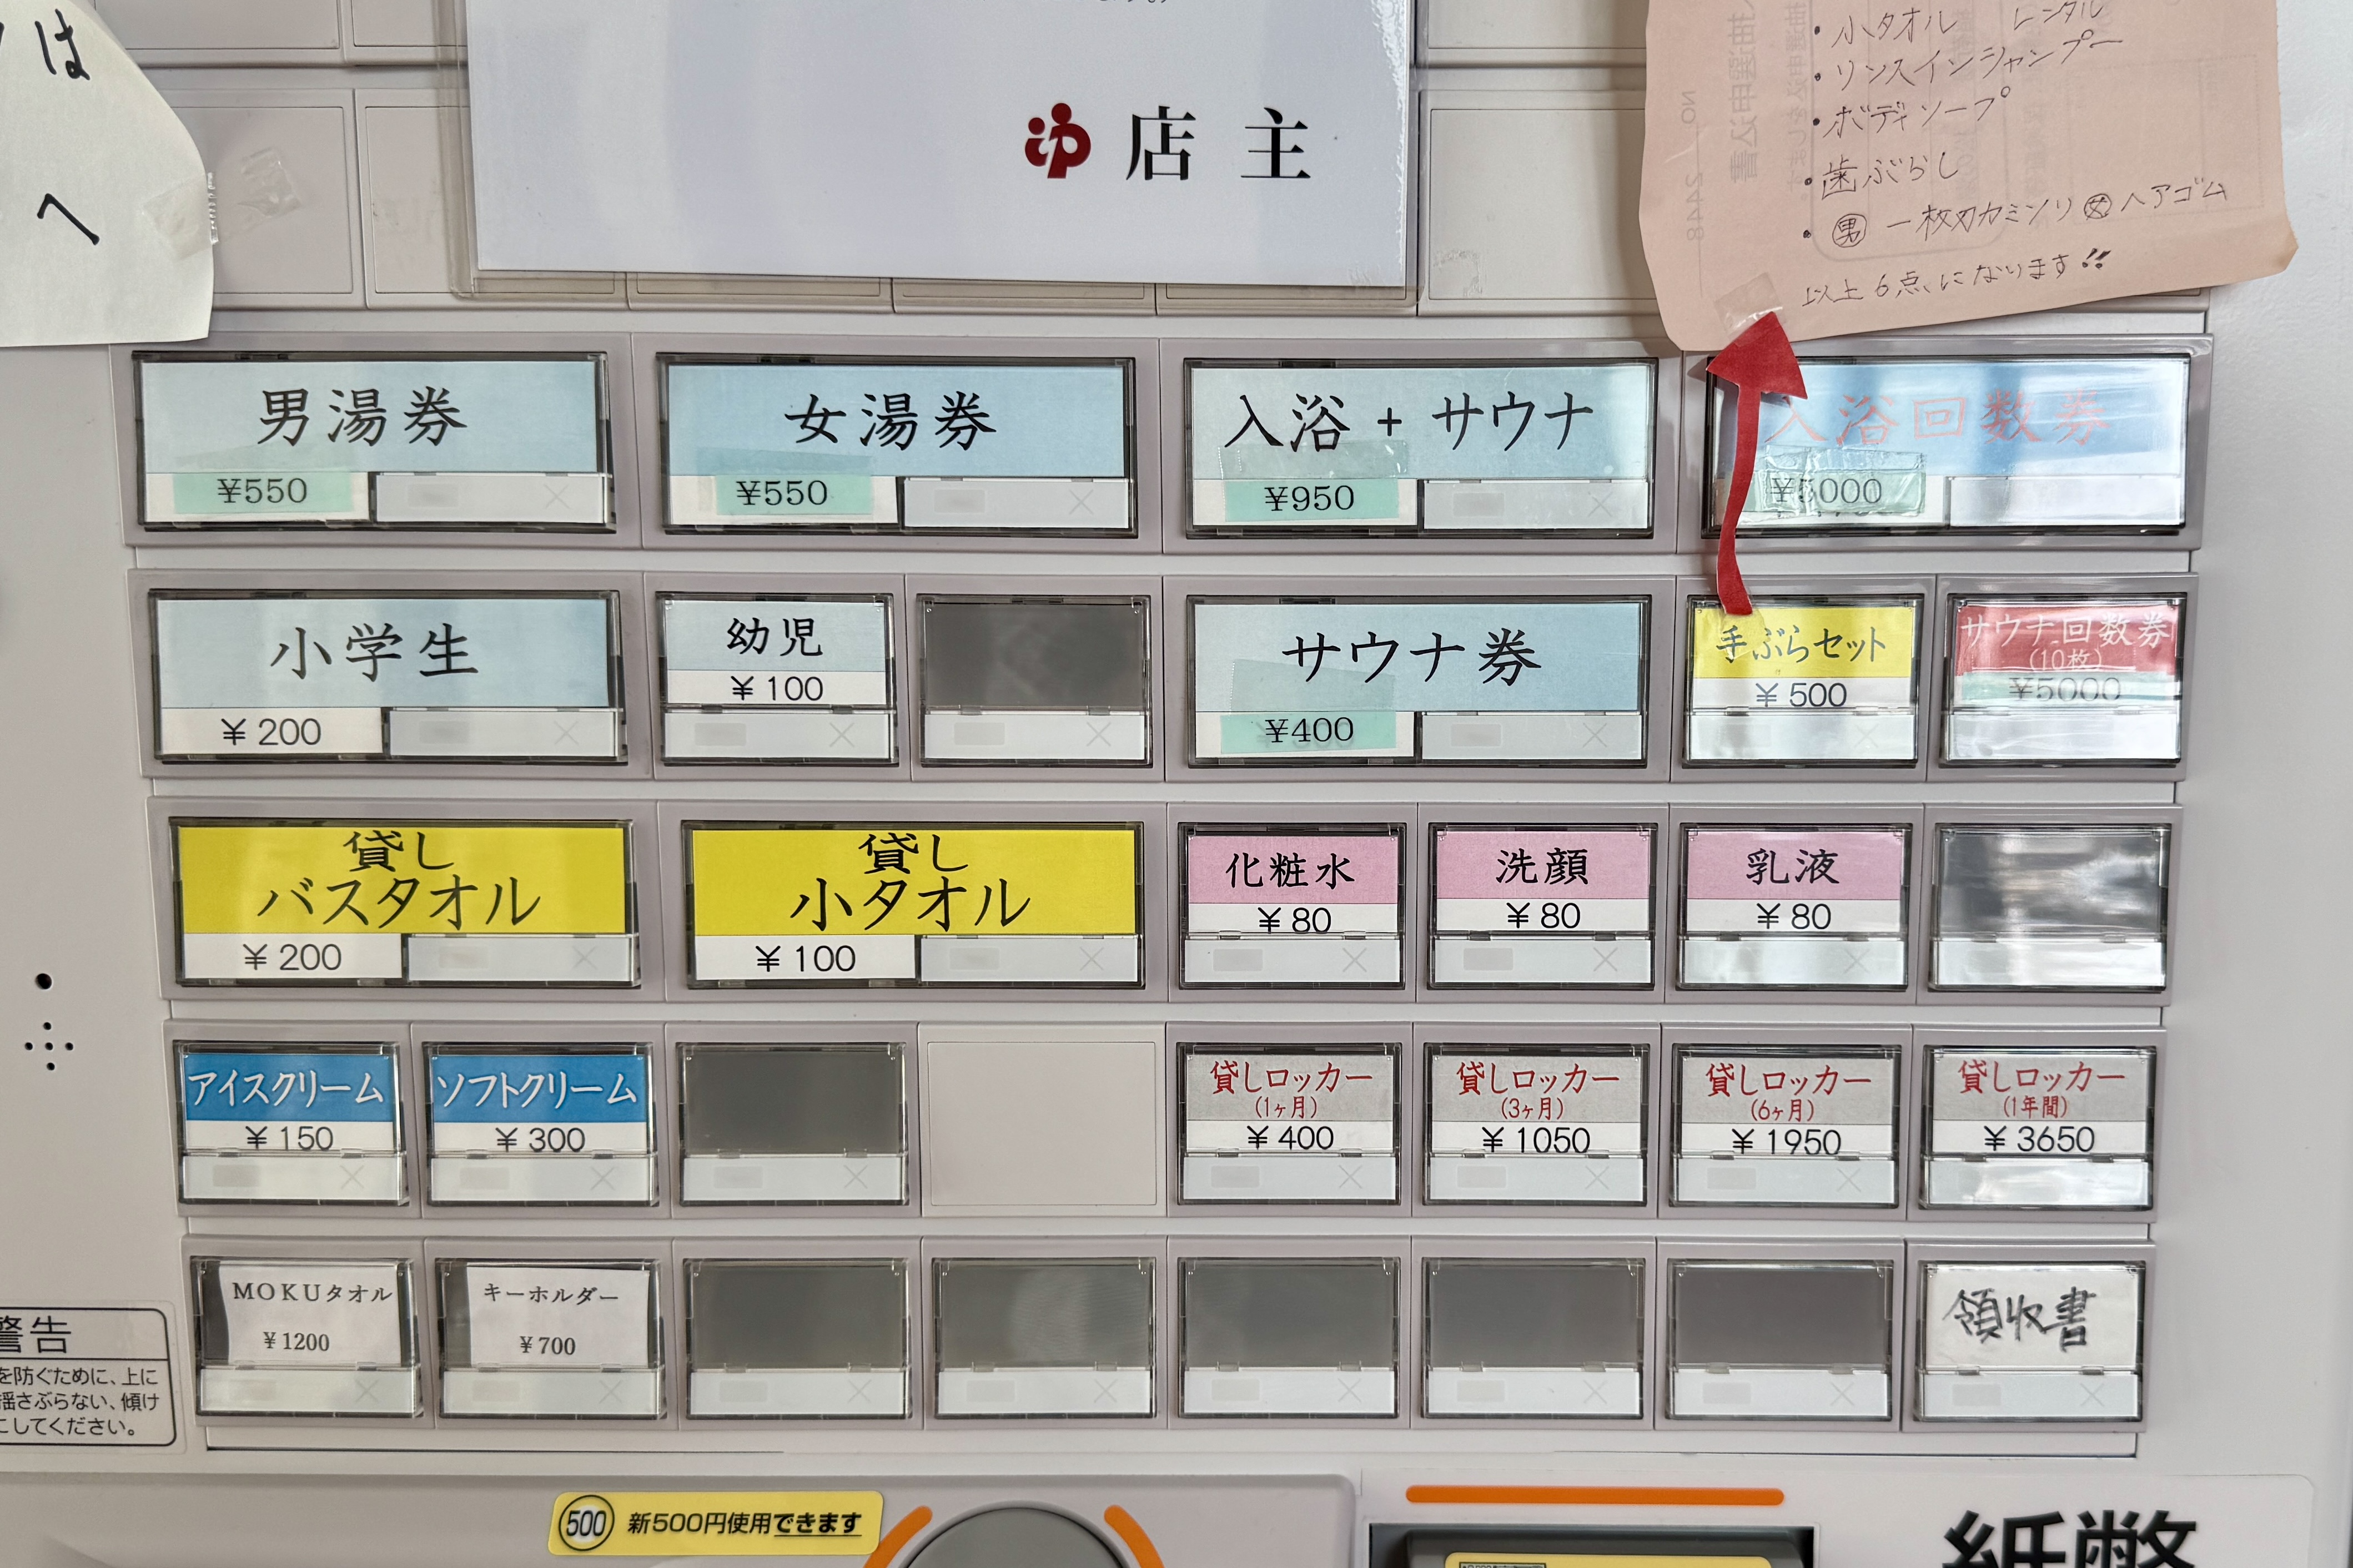 は
へ
店主
・小タオル レンタル
・リンスインシャンプー
・ボディソープ
・歯ぶらし
・男 一枚刃カミソリ 女 ヘアゴム
以上6点になります!!
男湯券
¥550
女湯券
¥550
入浴+サウナ
¥950
入浴回数券
¥5000
小学生
¥200
幼児
¥100
サウナ券
¥400
手ぶらセット
¥500
サウナ回数券
(10枚)
¥5000
貸し
バスタオル
¥200
貸し
小タオル
¥100
化粧水
¥80
洗顔
¥80
乳液
¥80
アイスクリーム
¥150
ソフトクリーム
¥300
貸しロッカー
(1ヶ月)
¥400
貸しロッカー
(3ヶ月)
¥1050
貸しロッカー
(6ヶ月)
¥1950
貸しロッカー
(1年間)
¥3650
MOKUタオル
¥1200
キーホルダー
¥700
領収書
警告
を防ぐために、上に
揺さぶらない、傾け
にしてください。
500 新500円使用できます
紙幣